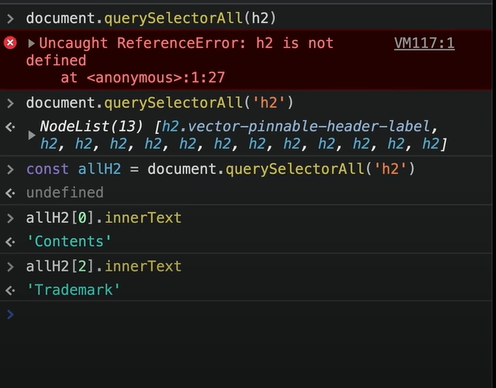 document.querySelectorAll(h2)
Uncaught ReferenceError: h2 is not VM117:1
defined
at <anonymous>:1:27
document.querySelectorAll('h2')
NodeList(13) [h2.vector-pinnable-header-label,
h2, h2, h2, h2, h2, h2, h2, h2, h2, h2, h2, h2]
const allH2 = document.querySelectorAll('h2')
undefined
allH2[0].innerText
'Contents'
allH2[2].innerText
'Trademark'